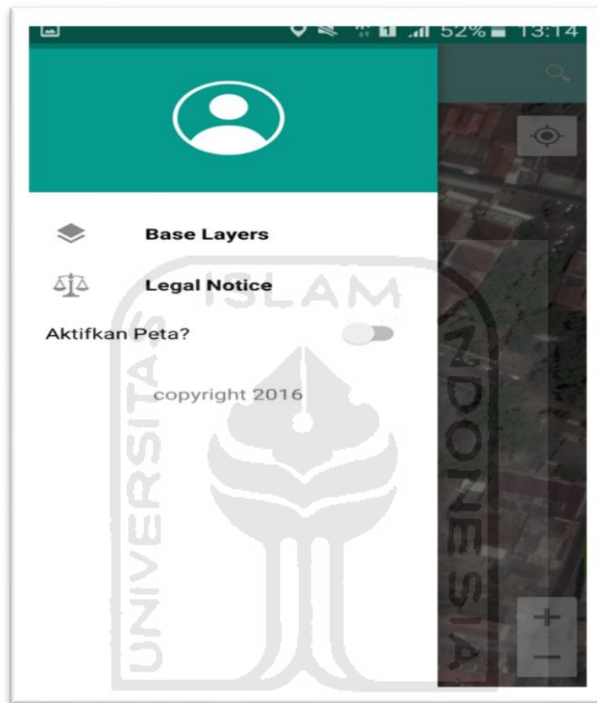 52% 13:14
Base Layers
Legal Notice
Aktifkan Peta?
copyright 2016
UNIVERSITAS
ISLAM
INDONESIA